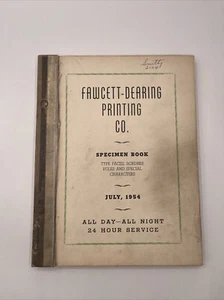 FAWCETT-DEARING
PRINTING
CO.
SPECIMEN BOOK
TYPE FACES, BORDERS
RULES AND SPECIAL
CHARACTERS
JULY, 1954
ALL DAY—ALL NIGHT
24 HOUR SERVICE